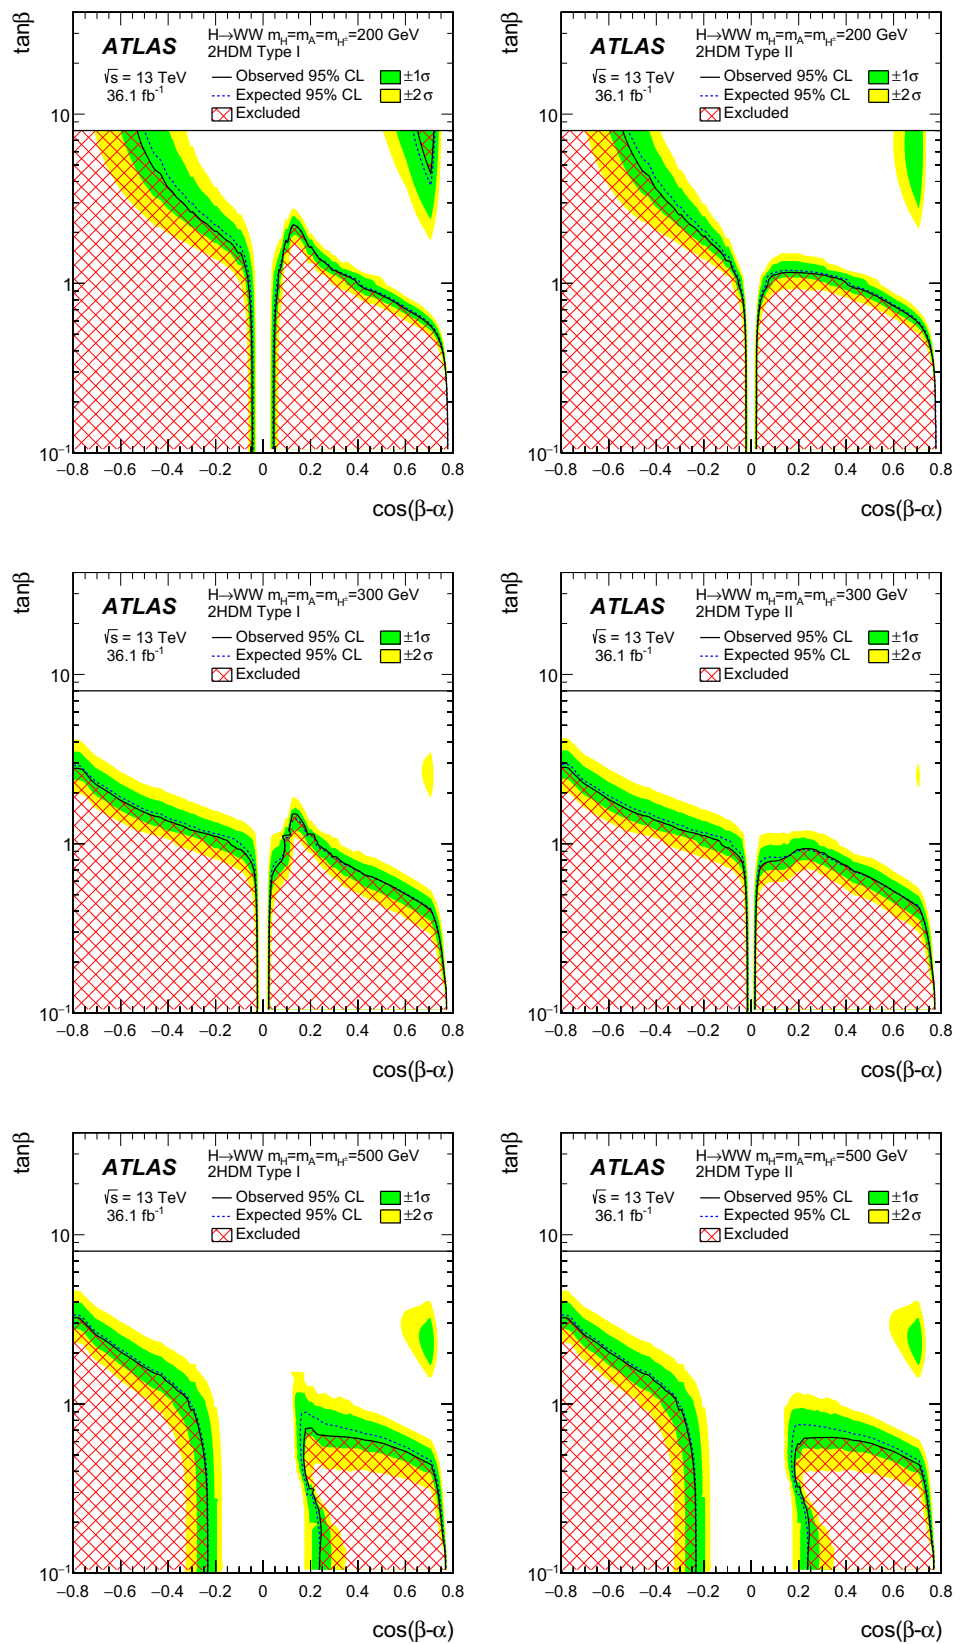 tanβ
ATLAS
H→WW m_H=m_A=m_H±=200 GeV
2HDM Type I
√s = 13 TeV
36.1 fb⁻¹
Observed 95% CL
Expected 95% CL
Excluded
±1σ
±2σ
10
1
10⁻¹
−0.8 −0.6 −0.4 −0.2 0 0.2 0.4 0.6 0.8
cos(β-α)
tanβ
ATLAS
H→WW m_H=m_A=m_H±=200 GeV
2HDM Type II
√s = 13 TeV
36.1 fb⁻¹
Observed 95% CL
Expected 95% CL
Excluded
±1σ
±2σ
10
1
10⁻¹
−0.8 −0.6 −0.4 −0.2 0 0.2 0.4 0.6 0.8
cos(β-α)
tanβ
ATLAS
H→WW m_H=m_A=m_H±=300 GeV
2HDM Type I
√s = 13 TeV
36.1 fb⁻¹
Observed 95% CL
Expected 95% CL
Excluded
±1σ
±2σ
10
1
10⁻¹
−0.8 −0.6 −0.4 −0.2 0 0.2 0.4 0.6 0.8
cos(β-α)
tanβ
ATLAS
H→WW m_H=m_A=m_H±=300 GeV
2HDM Type II
√s = 13 TeV
36.1 fb⁻¹
Observed 95% CL
Expected 95% CL
Excluded
±1σ
±2σ
10
1
10⁻¹
−0.8 −0.6 −0.4 −0.2 0 0.2 0.4 0.6 0.8
cos(β-α)
tanβ
ATLAS
H→WW m_H=m_A=m_H±=500 GeV
2HDM Type I
√s = 13 TeV
36.1 fb⁻¹
Observed 95% CL
Expected 95% CL
Excluded
±1σ
±2σ
10
1
10⁻¹
−0.8 −0.6 −0.4 −0.2 0 0.2 0.4 0.6 0.8
cos(β-α)
tanβ
ATLAS
H→WW m_H=m_A=m_H±=500 GeV
2HDM Type II
√s = 13 TeV
36.1 fb⁻¹
Observed 95% CL
Expected 95% CL
Excluded
±1σ
±2σ
10
1
10⁻¹
−0.8 −0.6 −0.4 −0.2 0 0.2 0.4 0.6 0.8
cos(β-α)